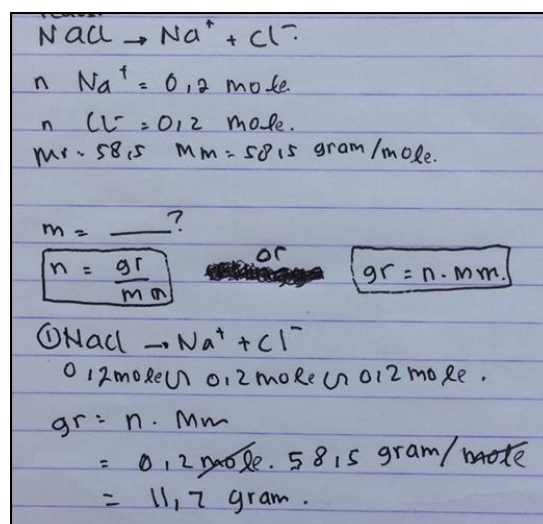 NaCl → Na⁺ + Cl⁻.
n Na⁺ = 0,2 mole.
n Cl⁻ = 0,2 mole.
Mr = 58,5 Mm = 58,5 gram/mole.
m = ____?
n = gr/mm or gr = n . mm.
① NaCl → Na⁺ + Cl⁻
0,2 mole ∽ 0,2 mole ∽ 0,2 mole.
gr = n . Mm
= 0,2 mole . 58,5 gram/mole
= 11,7 gram.